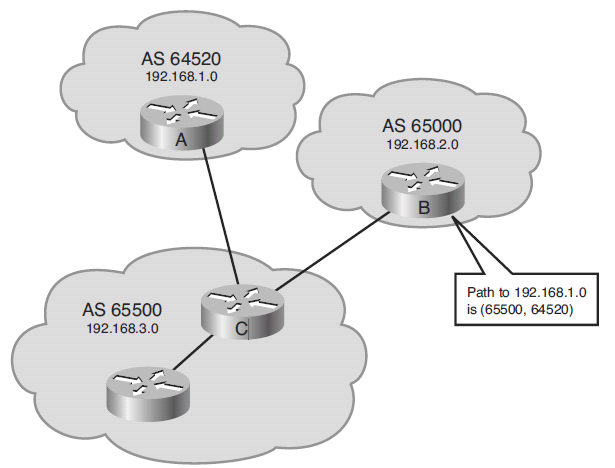 AS 64520
192.168.1.0
A
AS 65000
192.168.2.0
B
Path to 192.168.1.0
is (65500, 64520)
AS 65500
192.168.3.0
C